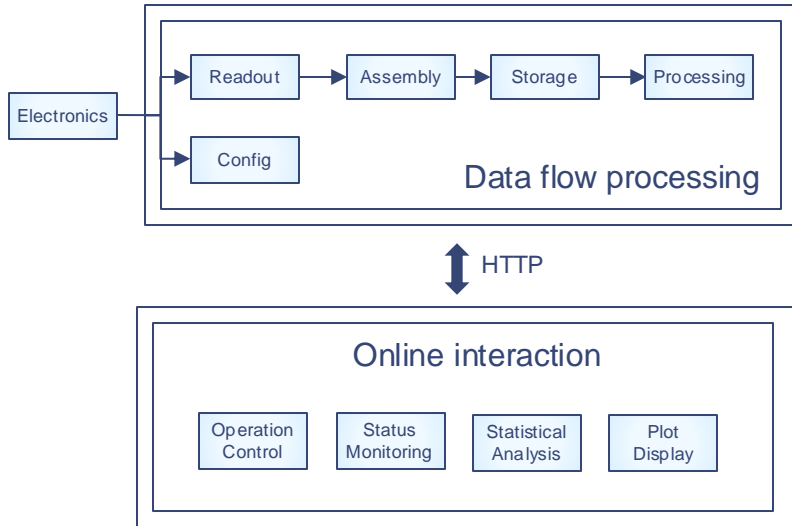 Readout
Assembly
Storage
Processing
Electronics
Config
Data flow processing
HTTP
Online interaction
Operation
Control
Status
Monitoring
Statistical
Analysis
Plot
Display